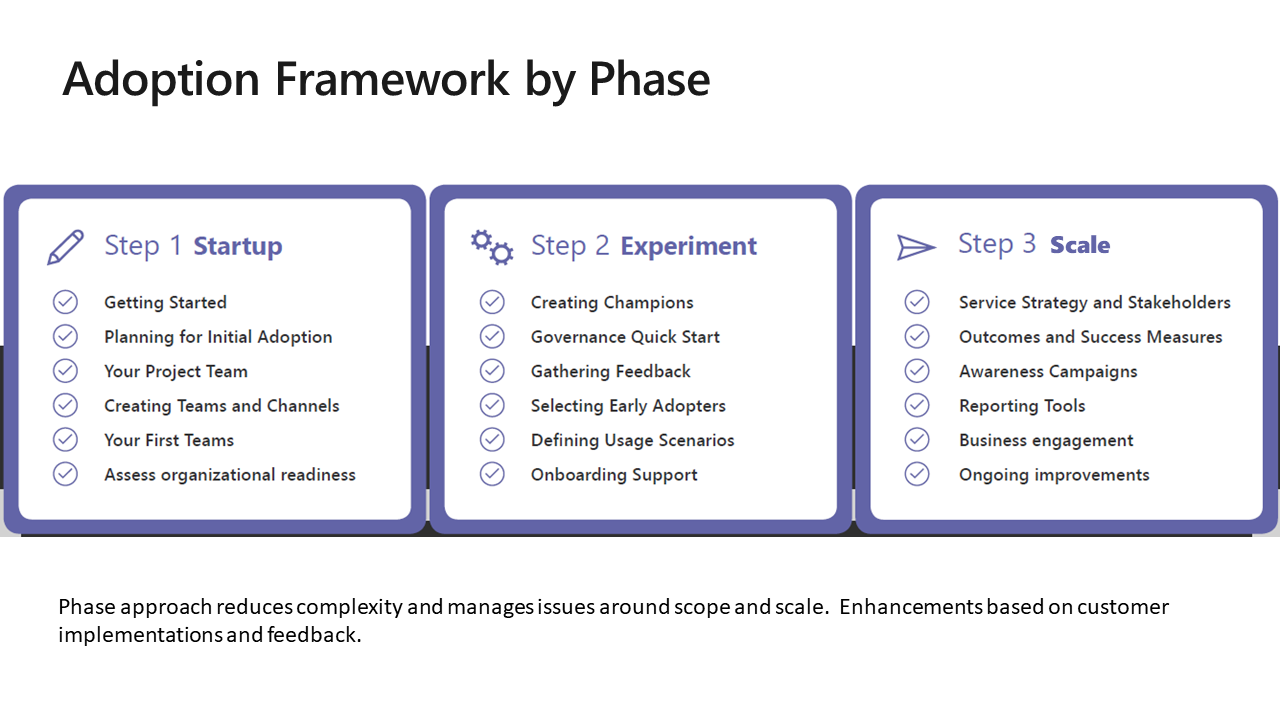 Adoption Framework by Phase
Step 1 Startup
Getting Started
Planning for Initial Adoption
Your Project Team
Creating Teams and Channels
Your First Teams
Assess organizational readiness
Step 2 Experiment
Creating Champions
Governance Quick Start
Gathering Feedback
Selecting Early Adopters
Defining Usage Scenarios
Onboarding Support
Step 3 Scale
Service Strategy and Stakeholders
Outcomes and Success Measures
Awareness Campaigns
Reporting Tools
Business engagement
Ongoing improvements
Phase approach reduces complexity and manages issues around scope and scale. Enhancements based on customer
implementations and feedback.